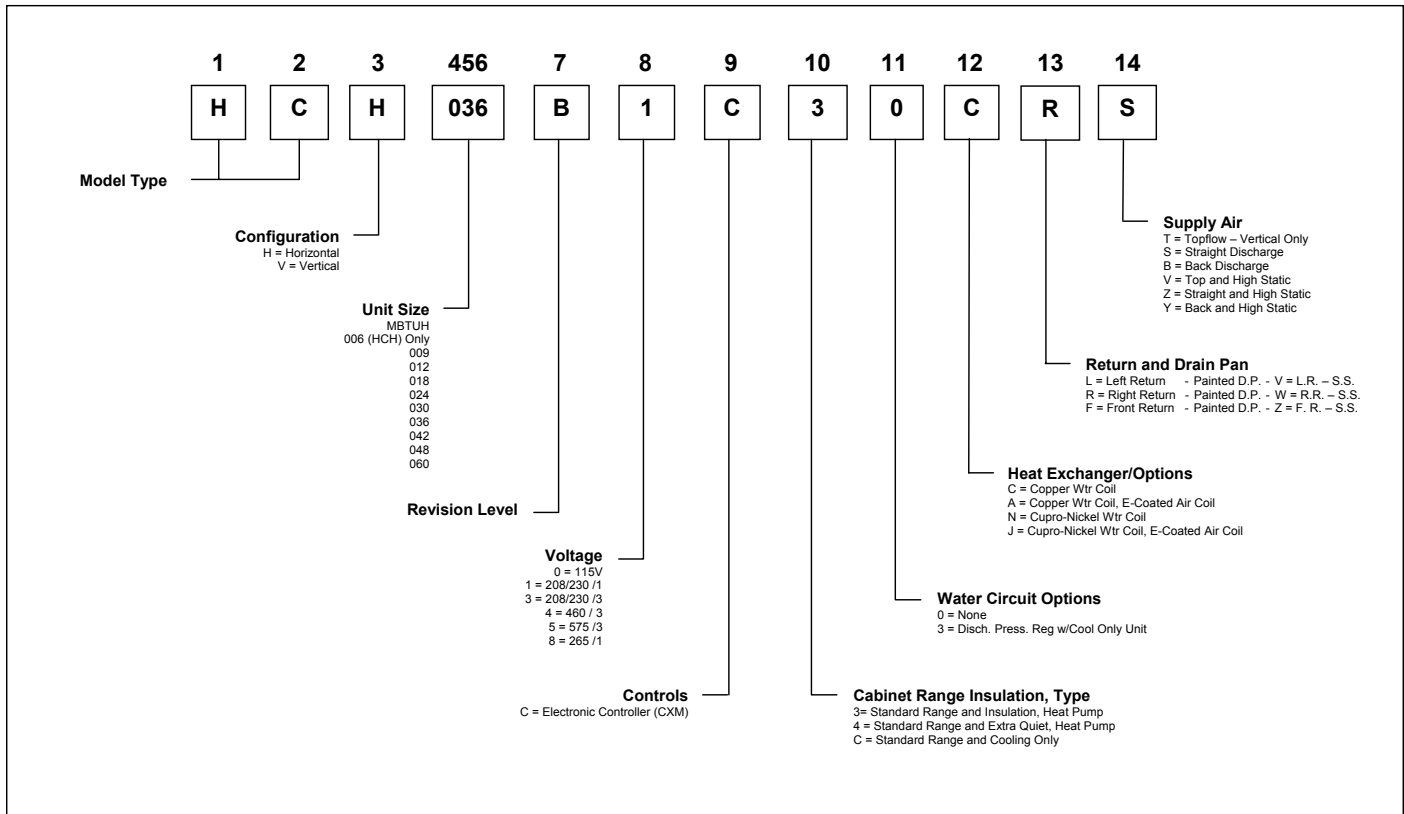 1 2 3 456 7 8 9 10 11 12 13 14
H C H 036 B 1 C 3 0 C R S
Model Type
Configuration
H = Horizontal
V = Vertical
Unit Size
MBTUH
006 (HCH) Only
009
012
018
024
030
036
042
048
060
Revision Level
Voltage
0 = 115V
1 = 208/230 /1
3 = 208/230 /3
4 = 460 / 3
5 = 575 /3
8 = 265 /1
Controls
C = Electronic Controller (CXM)
Supply Air
T = Topflow – Vertical Only
S = Straight Discharge
B = Back Discharge
V = Top and High Static
Z = Straight and High Static
Y = Back and High Static
Return and Drain Pan
L = Left Return - Painted D.P. - V = L.R. – S.S.
R = Right Return - Painted D.P. - W = R.R. – S.S.
F = Front Return - Painted D.P. - Z = F. R. – S.S.
Heat Exchanger/Options
C = Copper Wtr Coil
A = Copper Wtr Coil, E-Coated Air Coil
N = Cupro-Nickel Wtr Coil
J = Cupro-Nickel Wtr Coil, E-Coated Air Coil
Water Circuit Options
0 = None
3 = Disch. Press. Reg w/Cool Only Unit
Cabinet Range Insulation, Type
3= Standard Range and Insulation, Heat Pump
4 = Standard Range and Extra Quiet, Heat Pump
C = Standard Range and Cooling Only